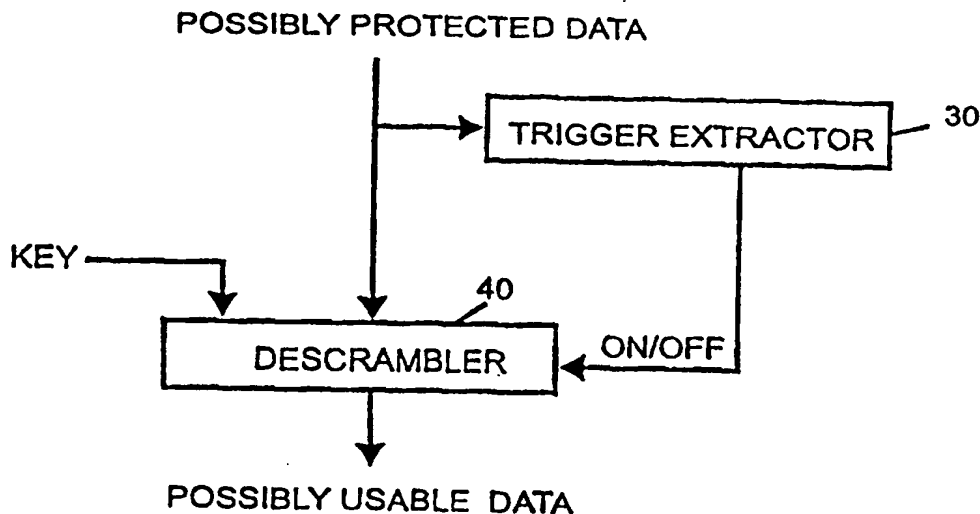 POSSIBLY PROTECTED DATA
TRIGGER EXTRACTOR
30
KEY
40
DESCRAMBLER
ON/OFF
POSSIBLY USABLE DATA